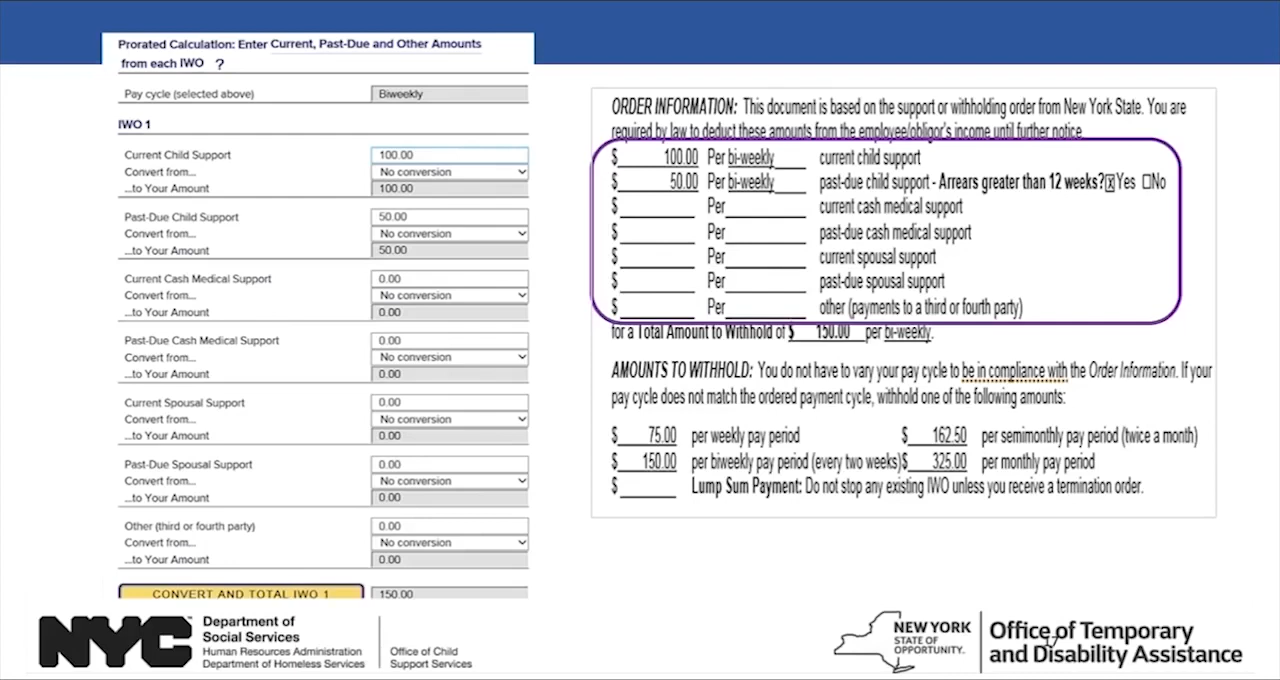 Prorated Calculation: Enter Current, Past-Due and Other Amounts
from each IWO ?
Pay cycle (selected above) Biweekly
IWO 1
Current Child Support 100.00
Convert from... No conversion
...to Your Amount 100.00
Past-Due Child Support 50.00
Convert from... No conversion
...to Your Amount 50.00
Current Cash Medical Support 0.00
Convert from... No conversion
...to Your Amount 0.00
Past-Due Cash Medical Support 0.00
Convert from... No conversion
...to Your Amount 0.00
Current Spousal Support 0.00
Convert from... No conversion
...to Your Amount 0.00
Past-Due Spousal Support 0.00
Convert from... No conversion
...to Your Amount 0.00
Other (third or fourth party) 0.00
Convert from... No conversion
...to Your Amount 0.00
CONVERT AND TOTAL IWO 1 150.00
ORDER INFORMATION: This document is based on the support or withholding order from New York State. You are
required by law to deduct these amounts from the employee/obligor's income until further notice
$ 100.00 Per bi-weekly current child support
$ 50.00 Per bi-weekly past-due child support - Arrears greater than 12 weeks? ☒Yes ☐No
$ Per current cash medical support
$ Per past-due cash medical support
$ Per current spousal support
$ Per past-due spousal support
$ Per other (payments to a third or fourth party)
for a Total Amount to Withhold of $ 150.00 per bi-weekly.
AMOUNTS TO WITHHOLD: You do not have to vary your pay cycle to be in compliance with the Order Information. If your
pay cycle does not match the ordered payment cycle, withhold one of the following amounts:
$ 75.00 per weekly pay period $ 162.50 per semimonthly pay period (twice a month)
$ 150.00 per biweekly pay period (every two weeks)$ 325.00 per monthly pay period
$ Lump Sum Payment: Do not stop any existing IWO unless you receive a termination order.
NYC
Department of
Social Services
Human Resources Administration
Department of Homeless Services
Office of Child
Support Services
NEW YORK
STATE OF
OPPORTUNITY.
Office of Temporary
and Disability Assistance